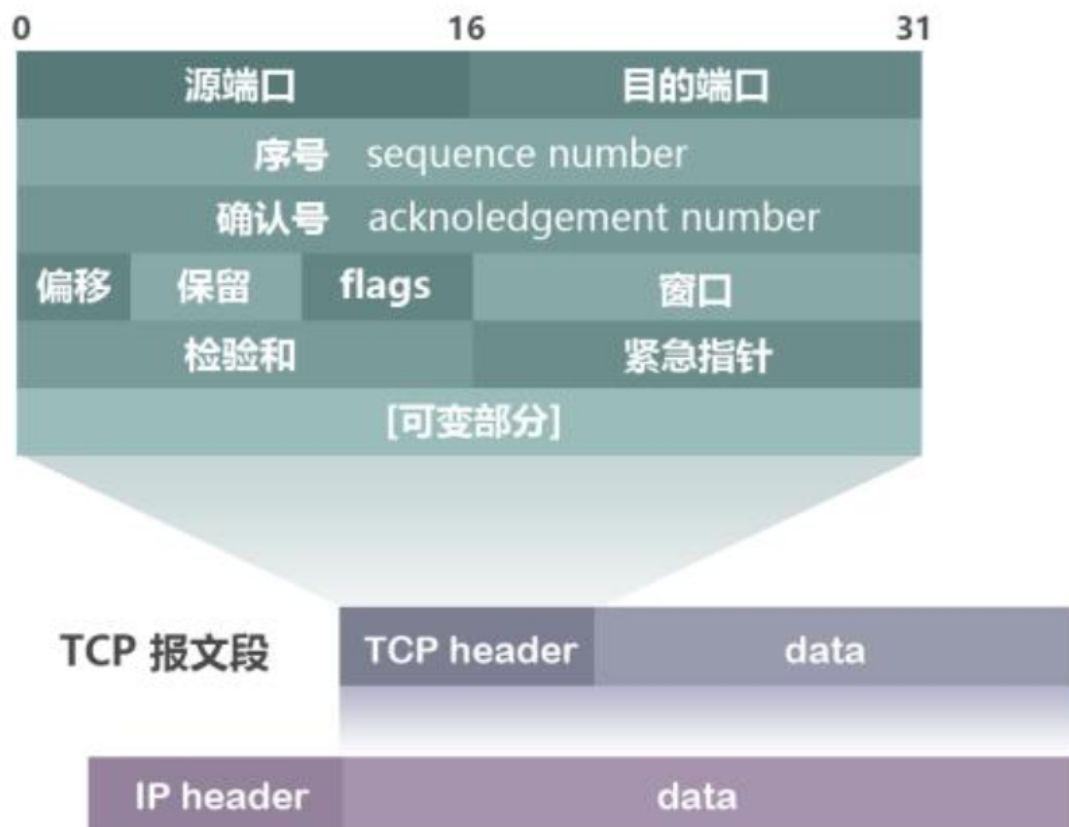 0 16 31
源端口 目的端口
序号 sequence number
确认号 acknoledgement number
偏移 保留 flags 窗口
检验和 紧急指针
[可变部分]
TCP 报文段 TCP header data
IP header data